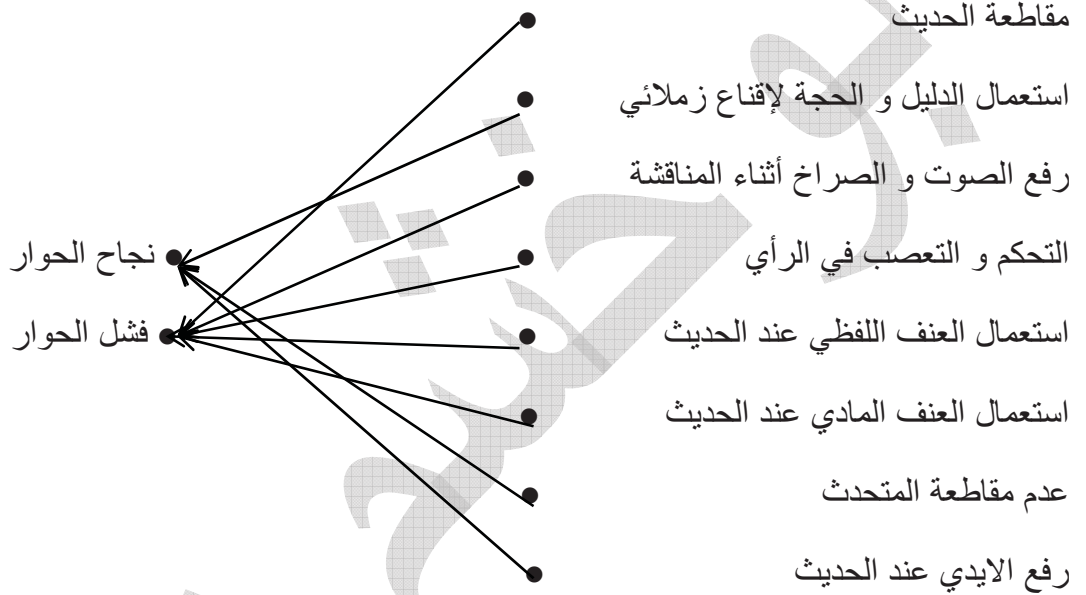 مقاطعة الحديث
استعمال الدليل و الحجة لإقناع زملائي
رفع الصوت و الصراخ أثناء المناقشة
التحكم و التعصب في الرأي
نجاح الحوار
استعمال العنف اللفظي عند الحديث
فشل الحوار
استعمال العنف المادي عند الحديث
عدم مقاطعة المتحدث
رفع الايدي عند الحديث